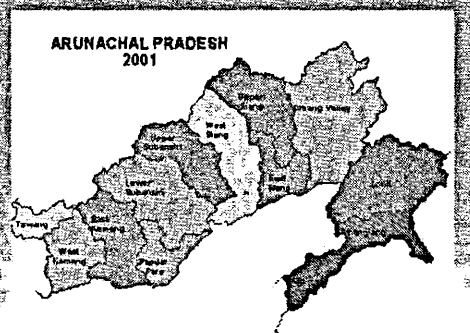 ARUNACHAL PRADESH
2001
Upper
Siang
Dibang Valley
West
Siang
Upper
Subansiri
East
Siang
Lohit
Lower
Subansiri
Tawang
East
Kameng
West
Kameng
Papum
Pare